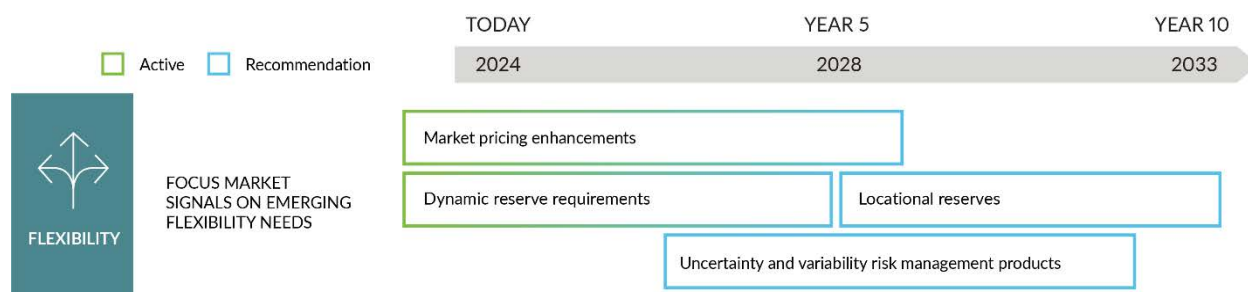 TODAY YEAR 5 YEAR 10
Active Recommendation 2024 2028 2033
Market pricing enhancements
FOCUS MARKET
SIGNALS ON EMERGING
FLEXIBILITY NEEDS
Dynamic reserve requirements Locational reserves
FLEXIBILITY
Uncertainty and variability risk management products